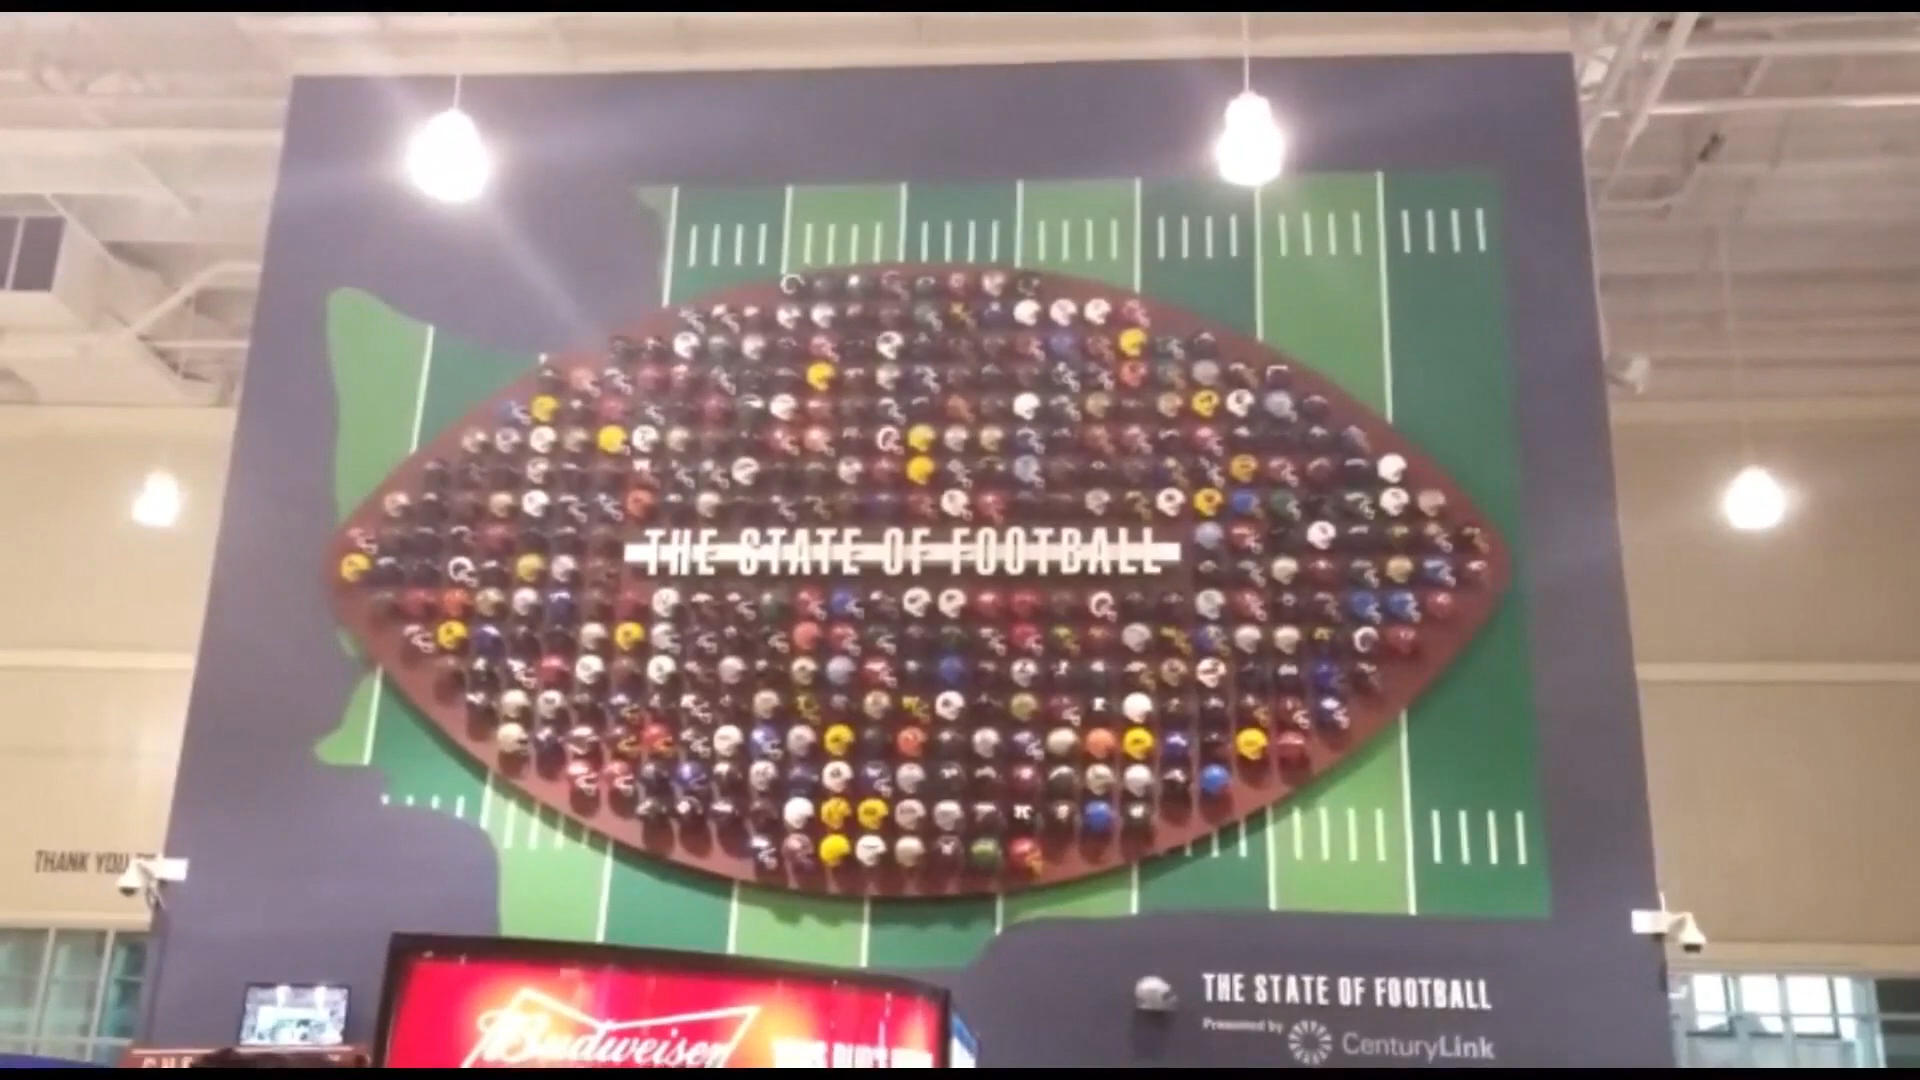 THE STATE OF FOOTBALL
THANK YOU
Budweiser
THE STATE OF FOOTBALL
Presented by
CenturyLink